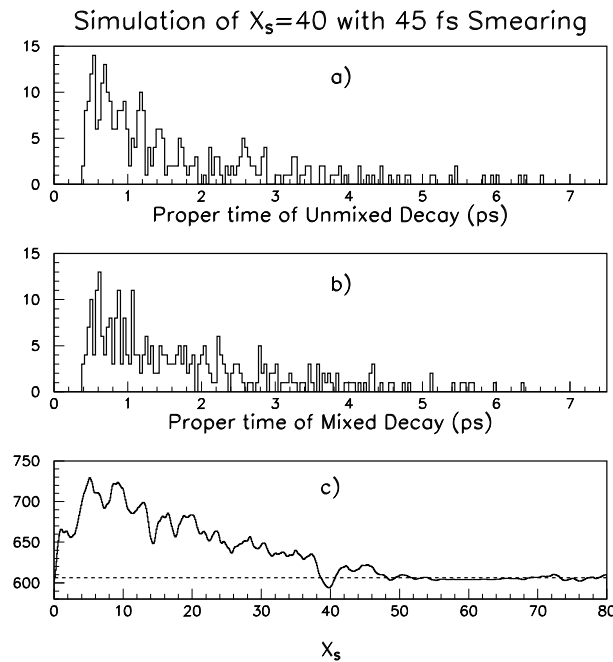 Simulation of Xs=40 with 45 fs Smearing
15
10
5
0
a)
0 1 2 3 4 5 6 7
Proper time of Unmixed Decay (ps)
15
10
5
0
b)
0 1 2 3 4 5 6 7
Proper time of Mixed Decay (ps)
750
700
650
600
c)
0 10 20 30 40 50 60 70 80
Xs